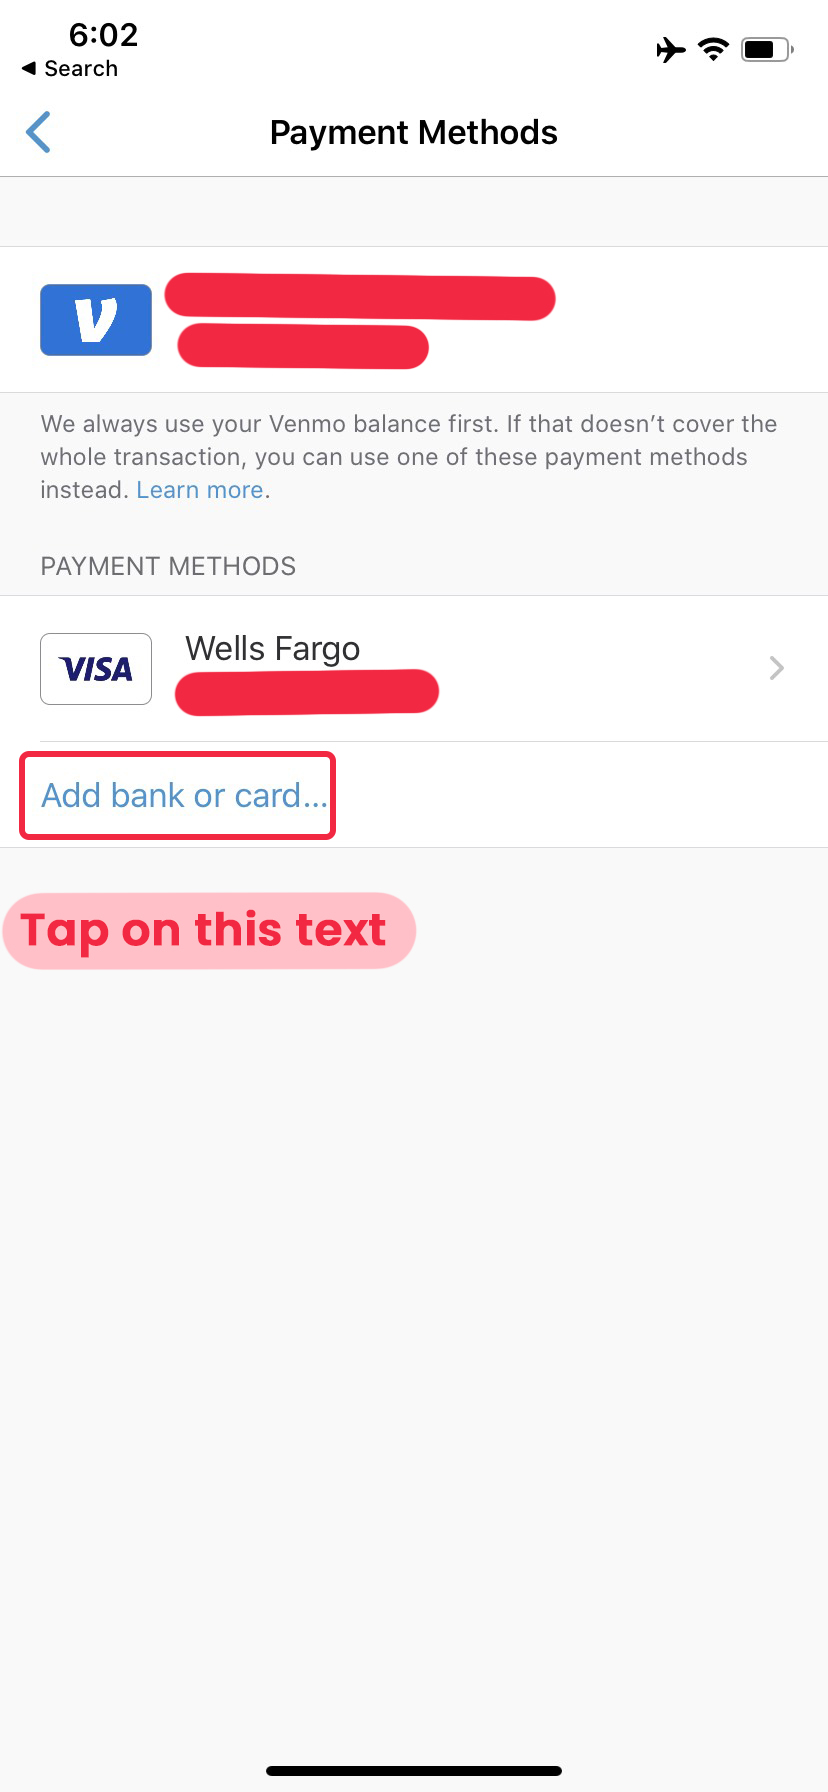 6:02
◀ Search
Payment Methods
We always use your Venmo balance first. If that doesn’t cover the
whole transaction, you can use one of these payment methods
instead. Learn more.
PAYMENT METHODS
VISA
Wells Fargo
Add bank or card...
Tap on this text